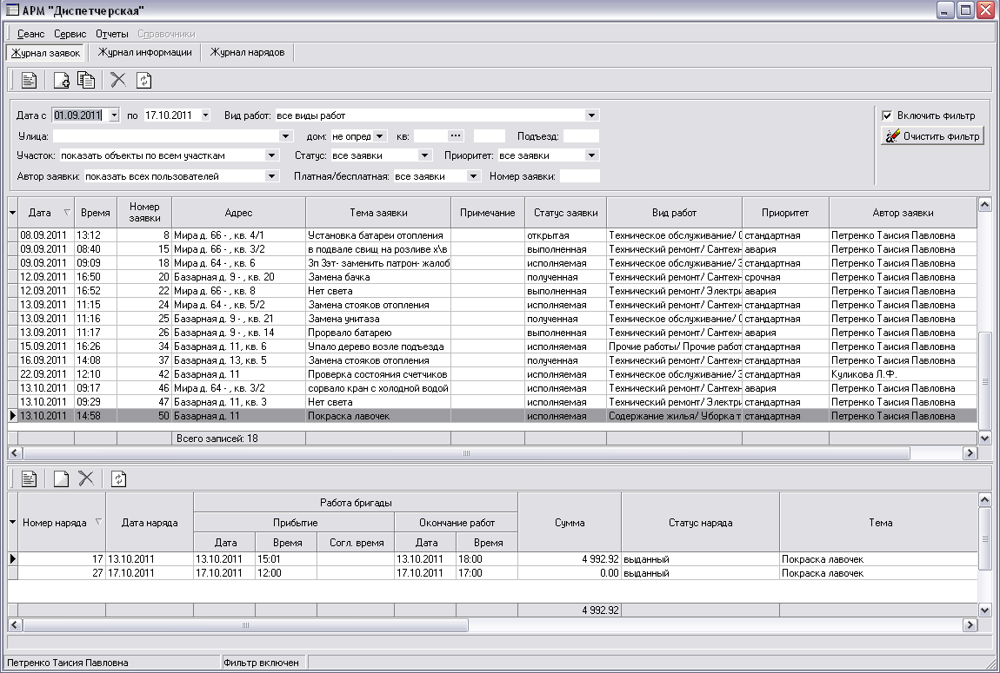 АРМ "Диспетчерская"
Сеанс Сервис Отчеты Справочники
Журнал заявок Журнал информации Журнал нарядов
Дата с 01.09.2011 по 17.10.2011 Вид работ: все виды работ Включить фильтр
Улица: дом: не опред кв: ... Подъезд: Очистить фильтр
Участок: показать объекты по всем участкам Статус: все заявки Приоритет: все заявки
Автор заявки: показать всех пользователей Платная/бесплатная: все заявки Номер заявки:
Дата Время Номер заявки Адрес Тема заявки Примечание Статус заявки Вид работ Приоритет Автор заявки
08.09.2011 13:12 8 Мира д. 66 - , кв. 4/1 Установка батареи отопления открытая Техническое обслуживание/ С стандартная Петренко Таисия Павловна
09.09.2011 08:40 15 Мира д. 66 - , кв. 3/2 в подвале свищ на розливе х\в выполненная Технический ремонт/ Сантехн авария Петренко Таисия Павловна
09.09.2011 09:09 18 Мира д. 64 - , кв. 6 3п 3эт- заменить патрон- жалоб исполняемая Техническое обслуживание/ Э стандартная Петренко Таисия Павловна
12.09.2011 16:50 20 Базарная д. 9 - , кв. 20 Замена бачка полученная Технический ремонт/ Сантехн срочная Петренко Таисия Павловна
12.09.2011 16:52 22 Мира д. 66 - , кв. 8 Нет света выполненная Технический ремонт/ Электри авария Петренко Таисия Павловна
13.09.2011 11:15 24 Мира д. 64 - , кв. 5/2 Замена стояков отопления исполняемая Технический ремонт/ Сантехн стандартная Петренко Таисия Павловна
13.09.2011 11:16 25 Базарная д. 9 - , кв. 21 Замена унитаза полученная Техническое обслуживание/ С стандартная Петренко Таисия Павловна
13.09.2011 11:17 26 Базарная д. 9 - , кв. 14 Прорвало батарею выполненная Технический ремонт/ Сантехн авария Петренко Таисия Павловна
15.09.2011 16:26 34 Базарная д. 11, кв. 6 Упало дерево возле подъезда исполняемая Прочие работы/ Прочие работ стандартная Петренко Таисия Павловна
16.09.2011 14:08 37 Базарная д. 13, кв. 5 Замена стояков отопления полученная Технический ремонт/ Сантехн стандартная Петренко Таисия Павловна
22.09.2011 12:10 42 Базарная д. 11 Проверка состояния счетчиков исполняемая Техническое обслуживание/ Э стандартная Куликова Л.Ф.
13.10.2011 09:17 46 Мира д. 64 - , кв. 3/2 сорвало кран с холодной водой исполняемая Технический ремонт/ Сантехн авария Петренко Таисия Павловна
13.10.2011 09:29 47 Базарная д. 11, кв. 3 Нет света исполняемая Технический ремонт/ Электри стандартная Петренко Таисия Павловна
13.10.2011 14:58 50 Базарная д. 11 Покраска лавочек исполняемая Содержание жилья/ Уборка т стандартная Петренко Таисия Павловна
Всего записей: 18
Работа бригады
Номер наряда Дата наряда Прибытие Окончание работ Сумма Статус наряда Тема
Дата Время Согл. время Дата Время
17 13.10.2011 13.10.2011 15:01 13.10.2011 18:00 4 992.92 выданный Покраска лавочек
27 17.10.2011 17.10.2011 12:00 17.10.2011 17:00 0.00 выданный Покраска лавочек
4 992.92
Петренко Таисия Павловна Фильтр включен